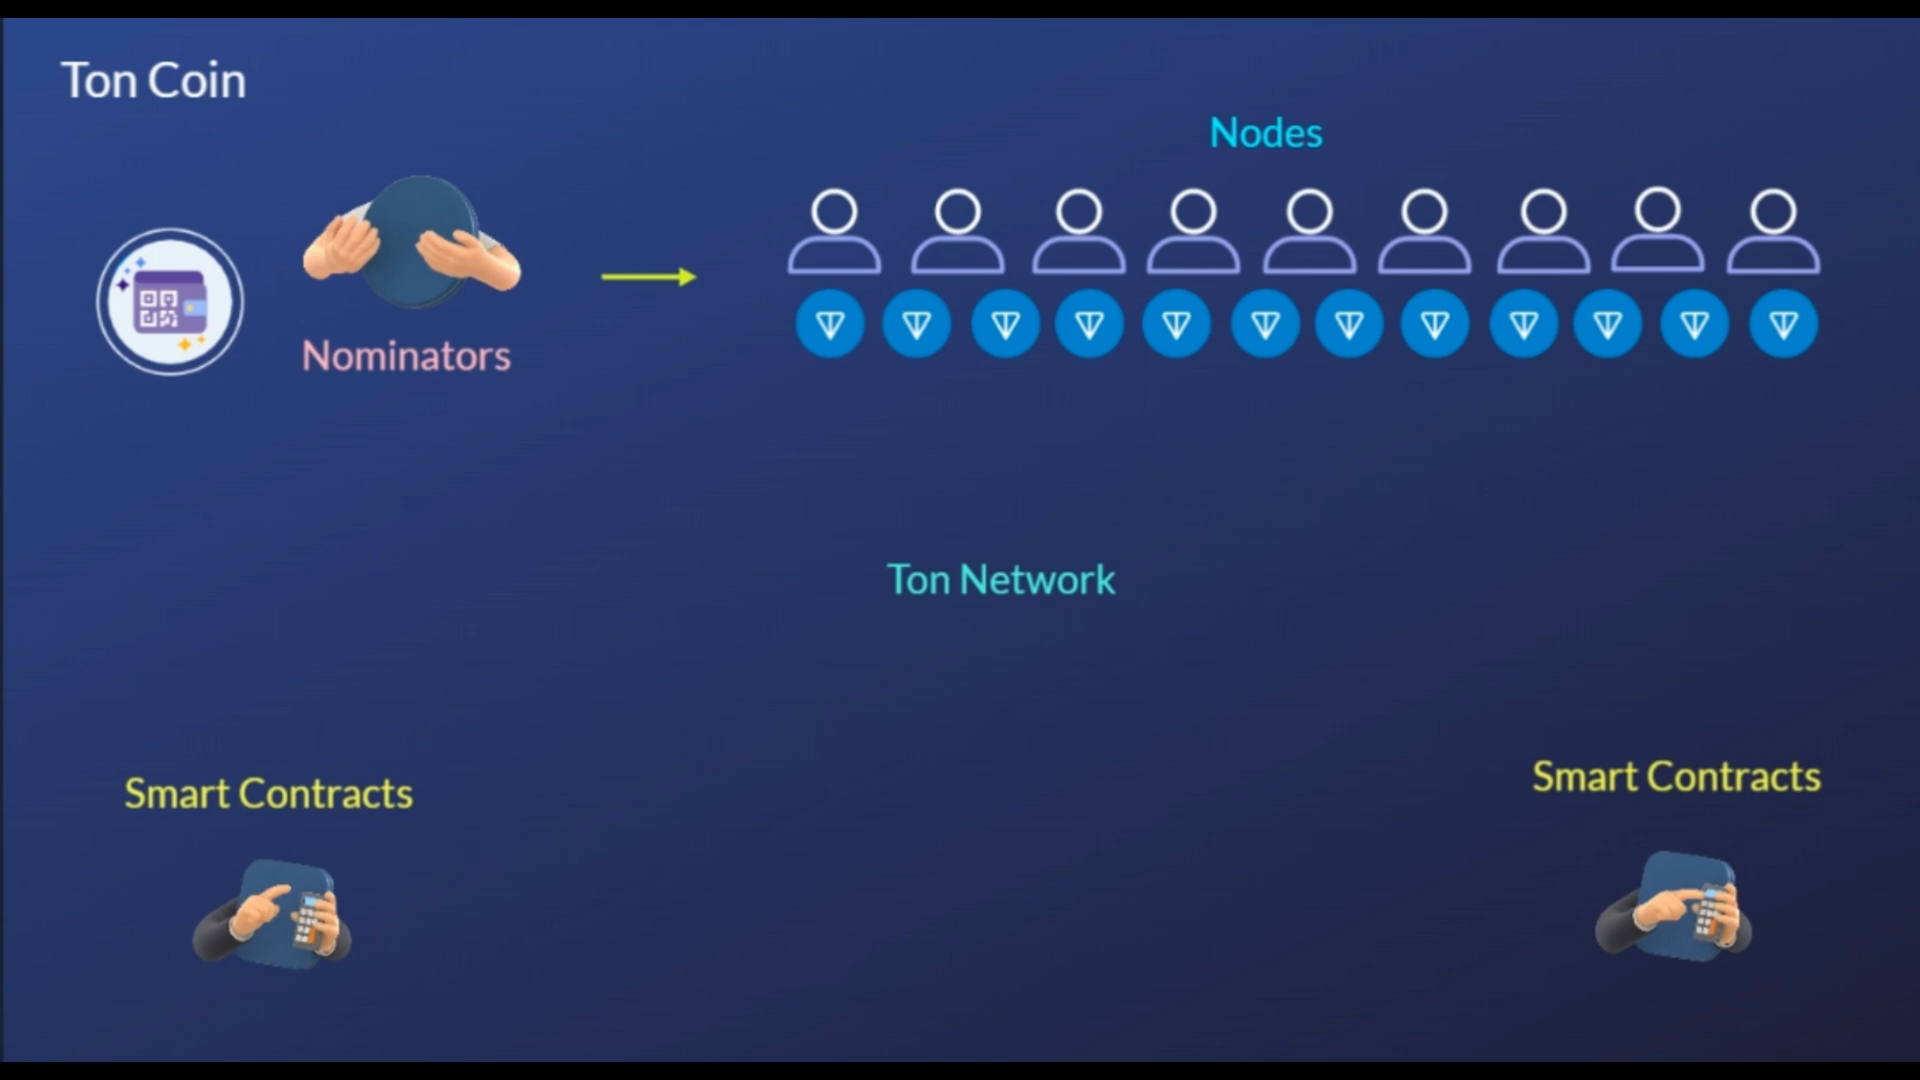 Ton Coin
Nodes
Nominators
Ton Network
Smart Contracts
Smart Contracts